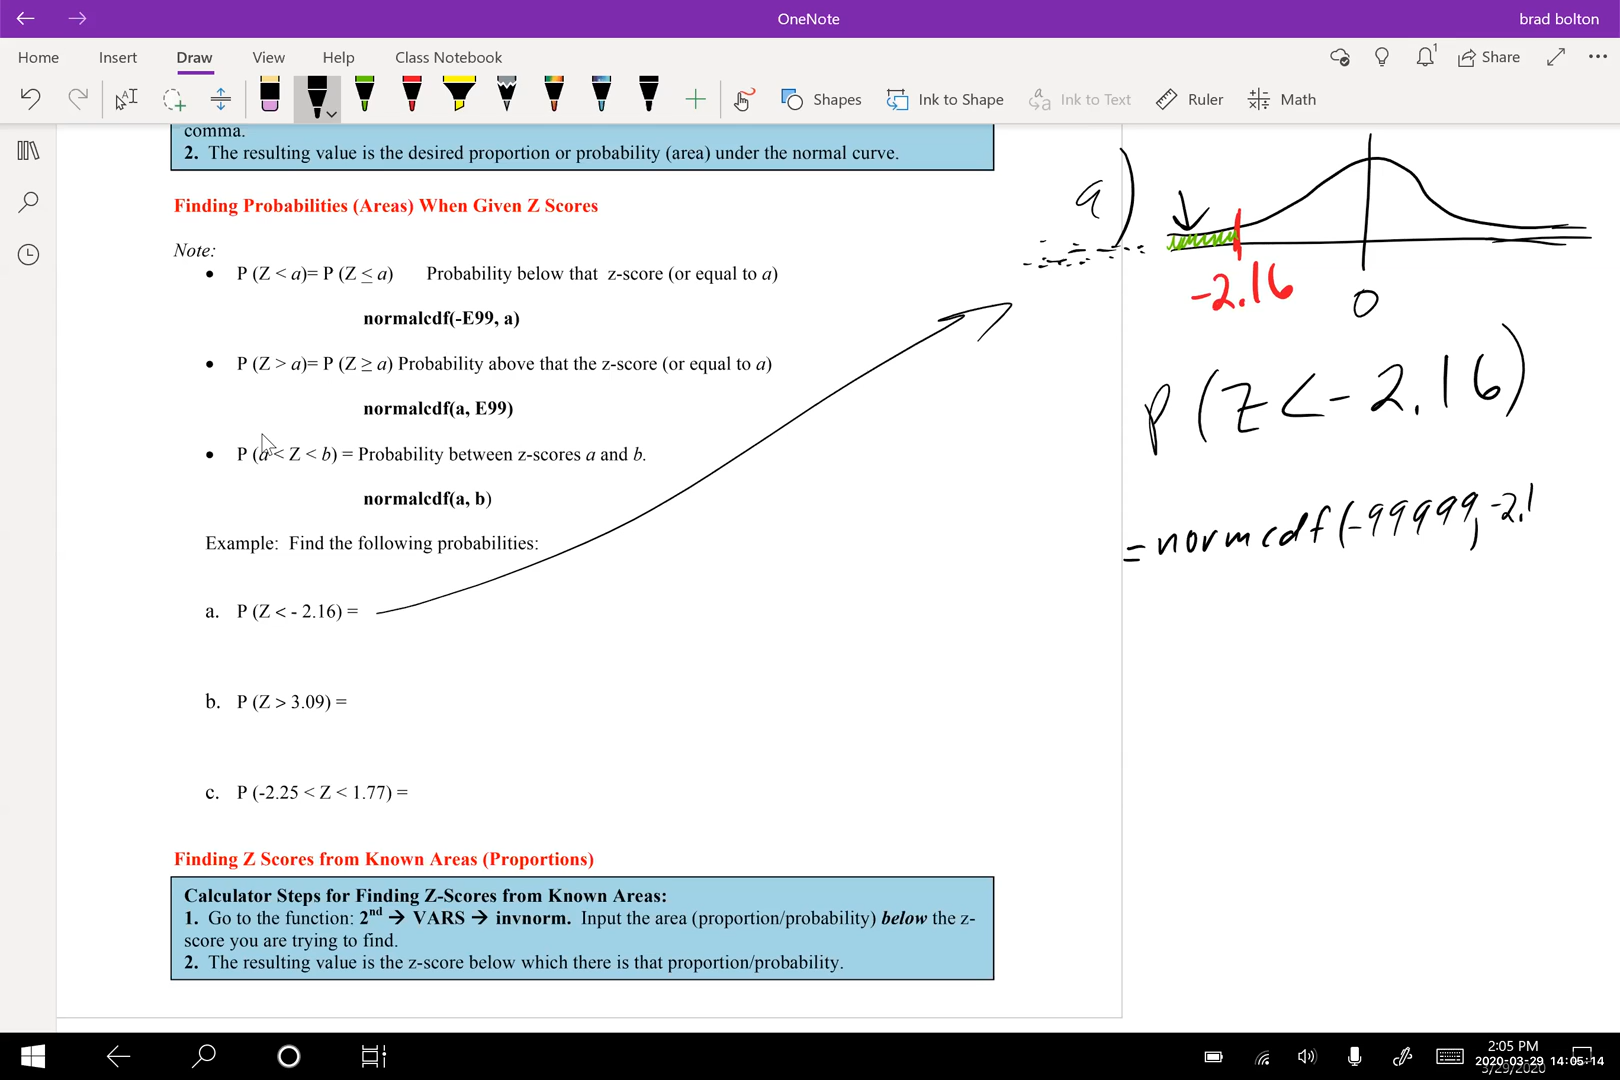 OneNote
brad bolton
Home Insert Draw View Help Class Notebook
1 Share
Shapes Ink to Shape Ink to Text Ruler Math
comma.
2. The resulting value is the desired proportion or probability (area) under the normal curve.
Finding Probabilities (Areas) When Given Z Scores
Note:
• P (Z < a)= P (Z ≤ a) Probability below that z-score (or equal to a)
normalcdf(-E99, a)
• P (Z > a)= P (Z ≥ a) Probability above that the z-score (or equal to a)
normalcdf(a, E99)
• P (a < Z < b) = Probability between z-scores a and b.
normalcdf(a, b)
Example: Find the following probabilities:
a. P (Z < - 2.16) =
b. P (Z > 3.09) =
c. P (-2.25 < Z < 1.77) =
Finding Z Scores from Known Areas (Proportions)
Calculator Steps for Finding Z-Scores from Known Areas:
1. Go to the function: 2nd → VARS → invnorm. Input the area (proportion/probability) below the z-
score you are trying to find.
2. The resulting value is the z-score below which there is that proportion/probability.
a)
-2.16
0
P(Z<-2.16)
=normcdf(-99999,-2.1
2:05 PM
2020-03-29 14:05:14
3/29/2020